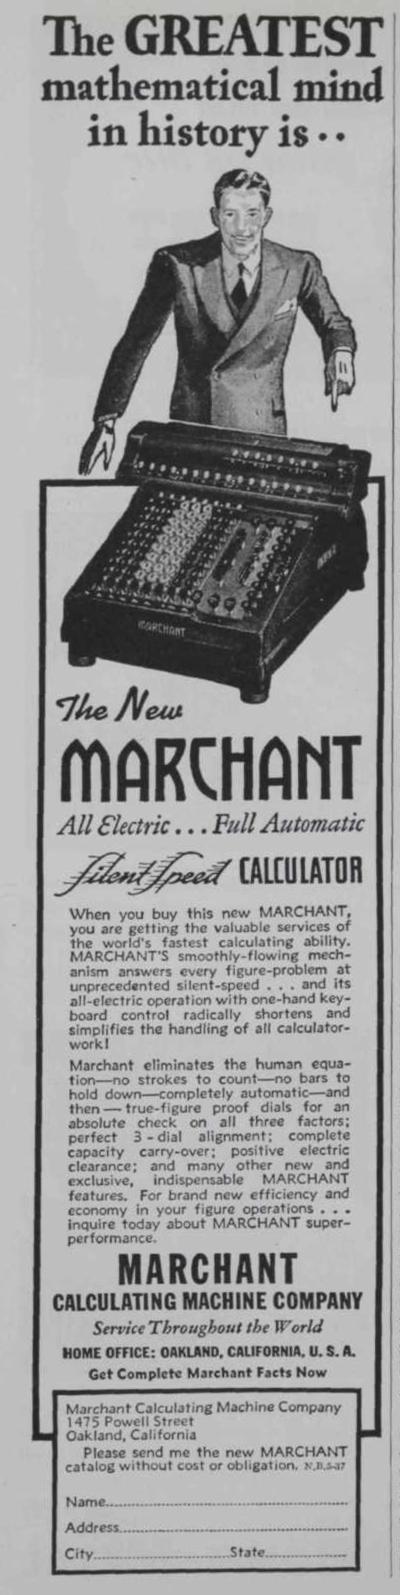 The GREATEST
mathematical mind
in history is ..
MARCHANT
The New
MARCHANT
All Electric ... Full Automatic
Silent Speed CALCULATOR
When you buy this new MARCHANT,
you are getting the valuable services of
the world's fastest calculating ability.
MARCHANT'S smoothly-flowing mech-
anism answers every figure-problem at
unprecedented silent-speed . . . and its
all-electric operation with one-hand key-
board control radically shortens and
simplifies the handling of all calculator-
work!
Marchant eliminates the human equa-
tion—no strokes to count—no bars to
hold down—completely automatic—and
then — true-figure proof dials for an
absolute check on all three factors;
perfect 3 - dial alignment; complete
capacity carry-over; positive electric
clearance; and many other new and
exclusive, indispensable MARCHANT
features. For brand new efficiency and
economy in your figure operations . . .
inquire today about MARCHANT super-
performance.
MARCHANT
CALCULATING MACHINE COMPANY
Service Throughout the World
HOME OFFICE: OAKLAND, CALIFORNIA, U. S. A.
Get Complete Marchant Facts Now
Marchant Calculating Machine Company
1475 Powell Street
Oakland, California
Please send me the new MARCHANT
catalog without cost or obligation. N.B.5-37
Name
Address
City State